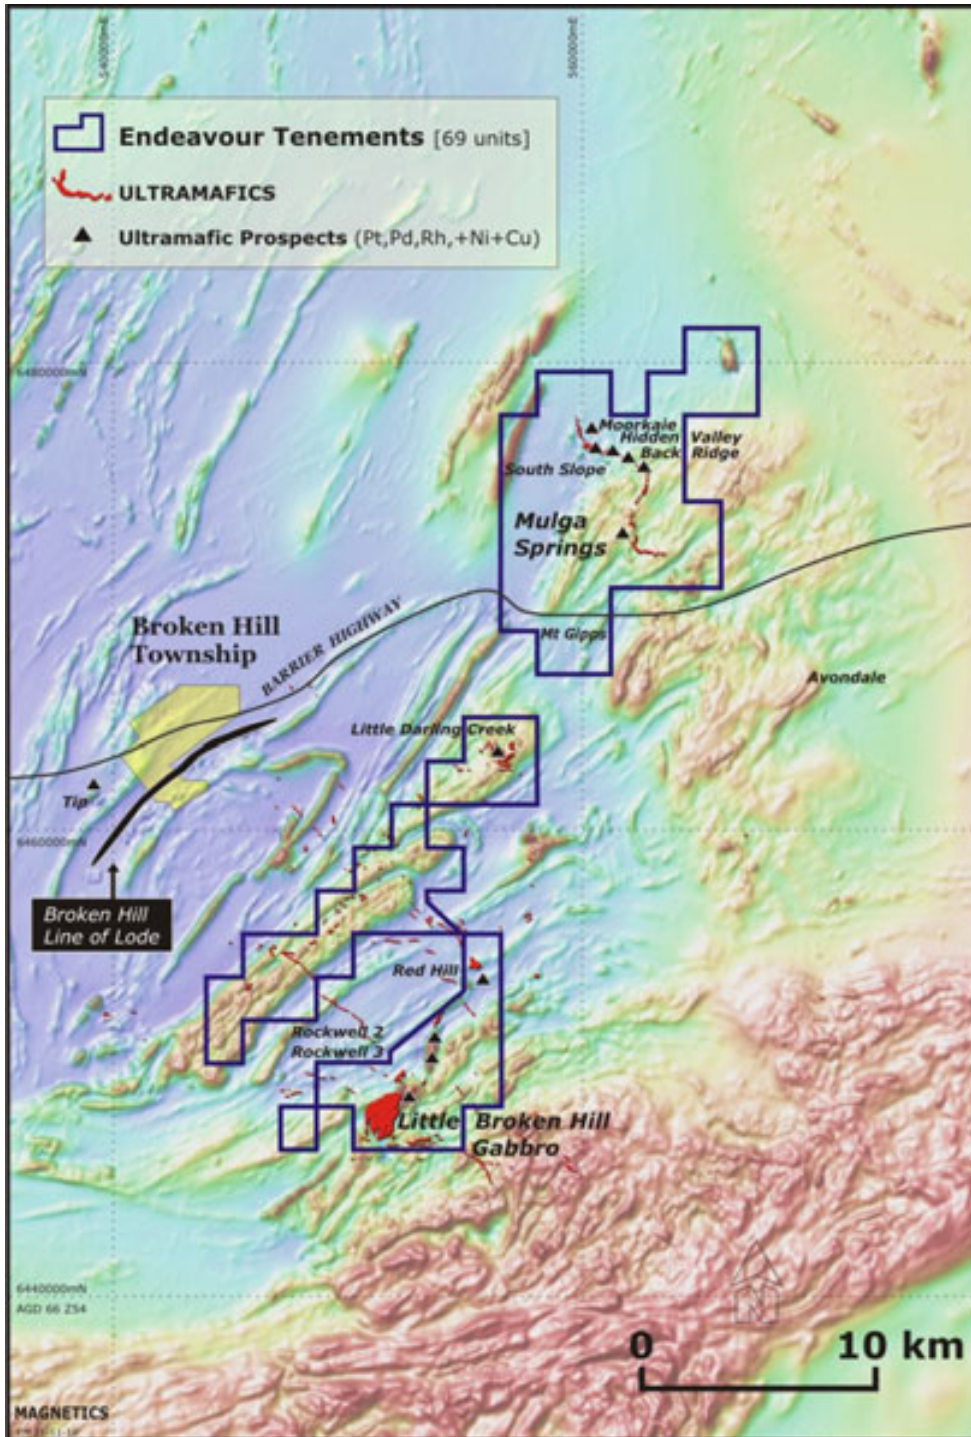 540000mE
560000mE
Endeavour Tenements [69 units]
ULTRAMAFICS
Ultramafic Prospects (Pt,Pd,Rh,+Ni+Cu)
6480000mN
Moorkaie
Hidden Valley
Back Ridge
South Slope
Mulga
Springs
BARRIER HIGHWAY
Broken Hill
Township
Mt Gipps
Avondale
Little Darling Creek
Tip
6460000mN
Broken Hill
Line of Lode
Red Hill
Rockwell 2
Rockwell 3
Little Broken Hill
Gabbro
6440000mN
AGD 66 Z54
N
0 10 km
MAGNETICS